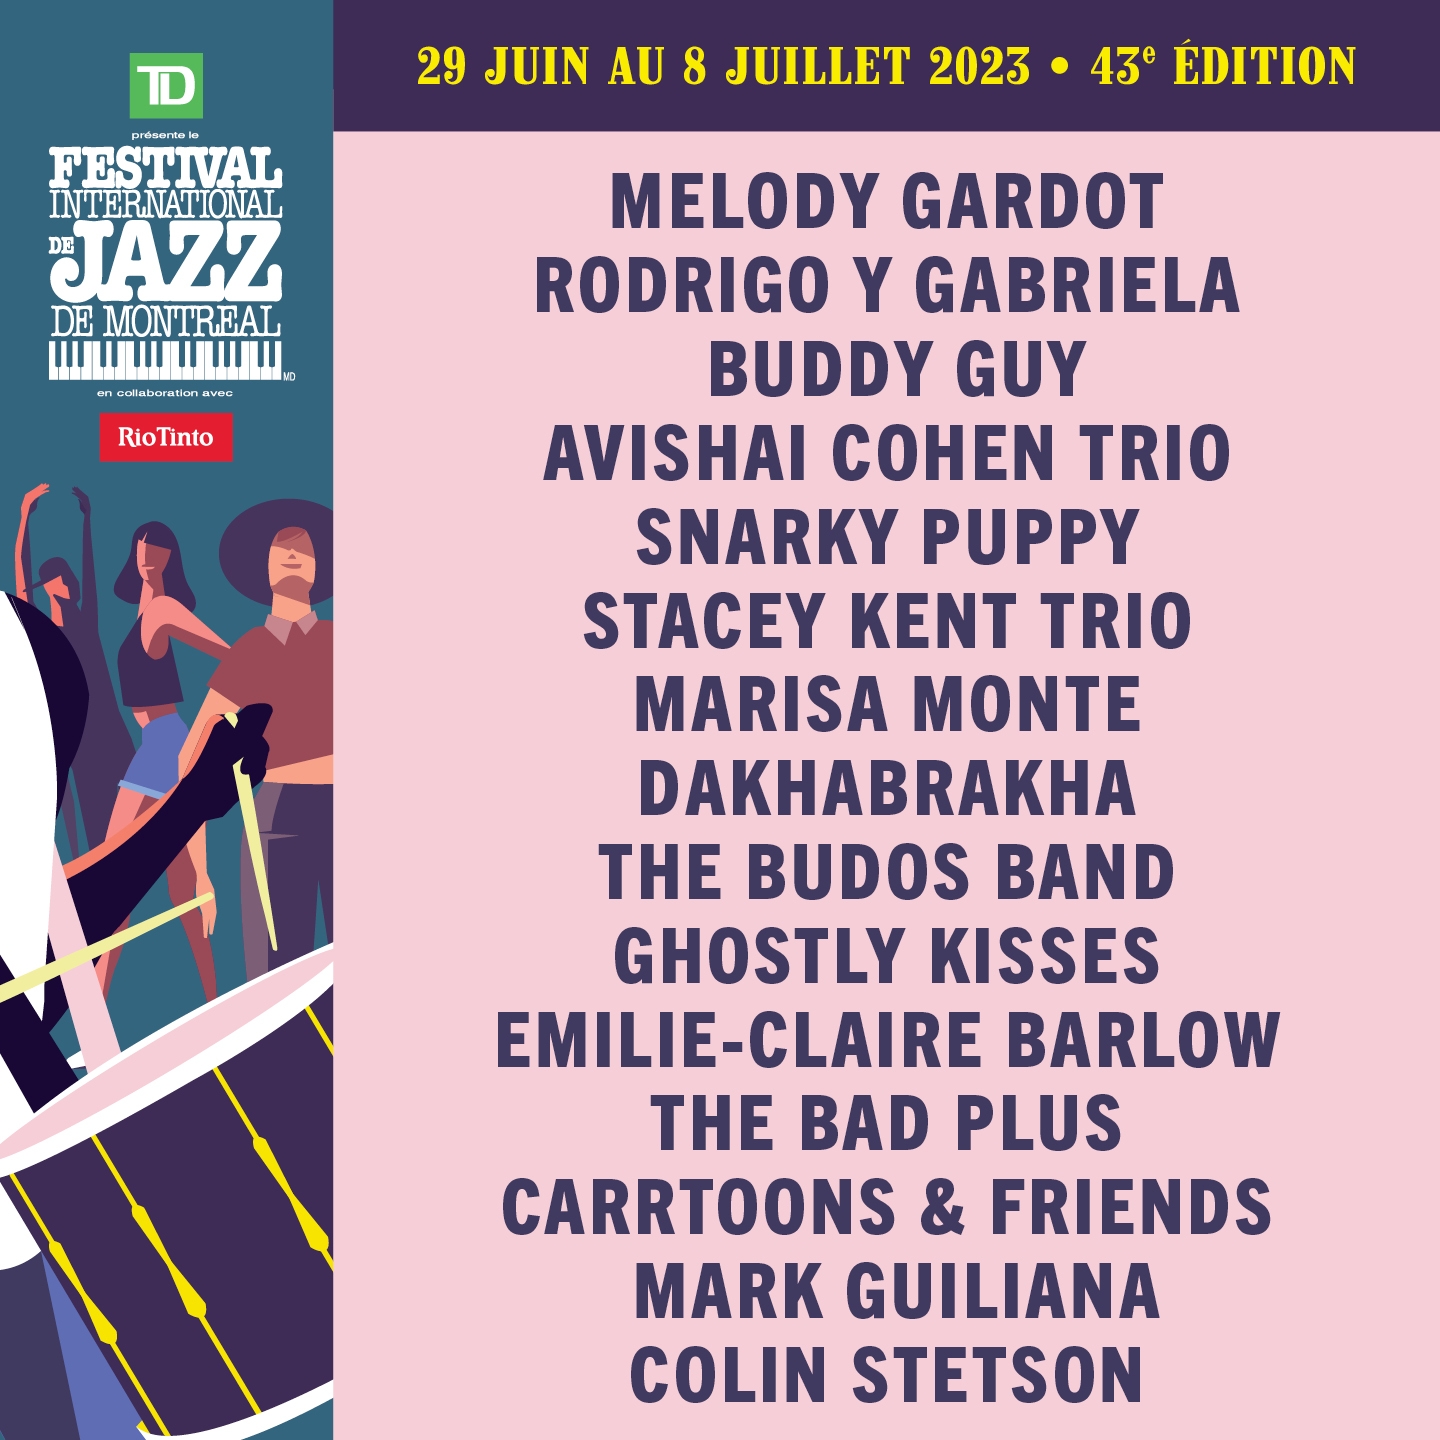 TD
présente le
FESTIVAL
INTERNATIONAL
DE JAZZ
DE MONTREAL
MD
en collaboration avec
RioTinto
29 JUIN AU 8 JUILLET 2023 • 43e ÉDITION
MELODY GARDOT
RODRIGO Y GABRIELA
BUDDY GUY
AVISHAI COHEN TRIO
SNARKY PUPPY
STACEY KENT TRIO
MARISA MONTE
DAKHABRAKHA
THE BUDOS BAND
GHOSTLY KISSES
EMILIE-CLAIRE BARLOW
THE BAD PLUS
CARRTOONS & FRIENDS
MARK GUILIANA
COLIN STETSON